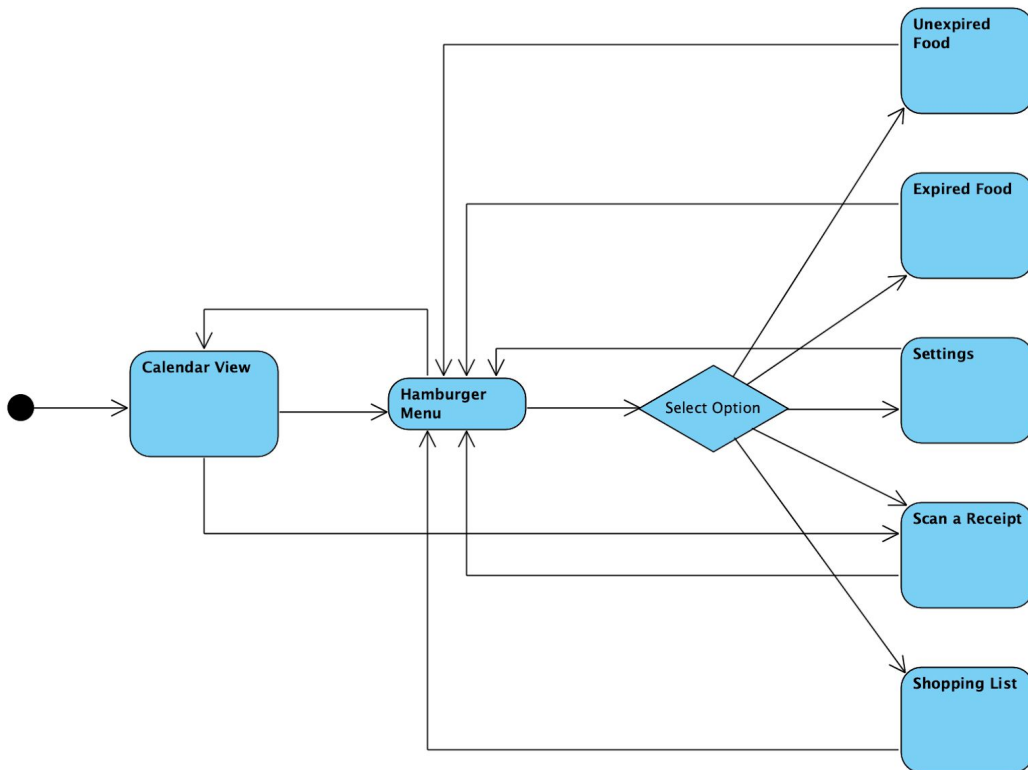 Unexpired
Food
Expired Food
Calendar View
Hamburger
Menu
Select Option
Settings
Scan a Receipt
Shopping List